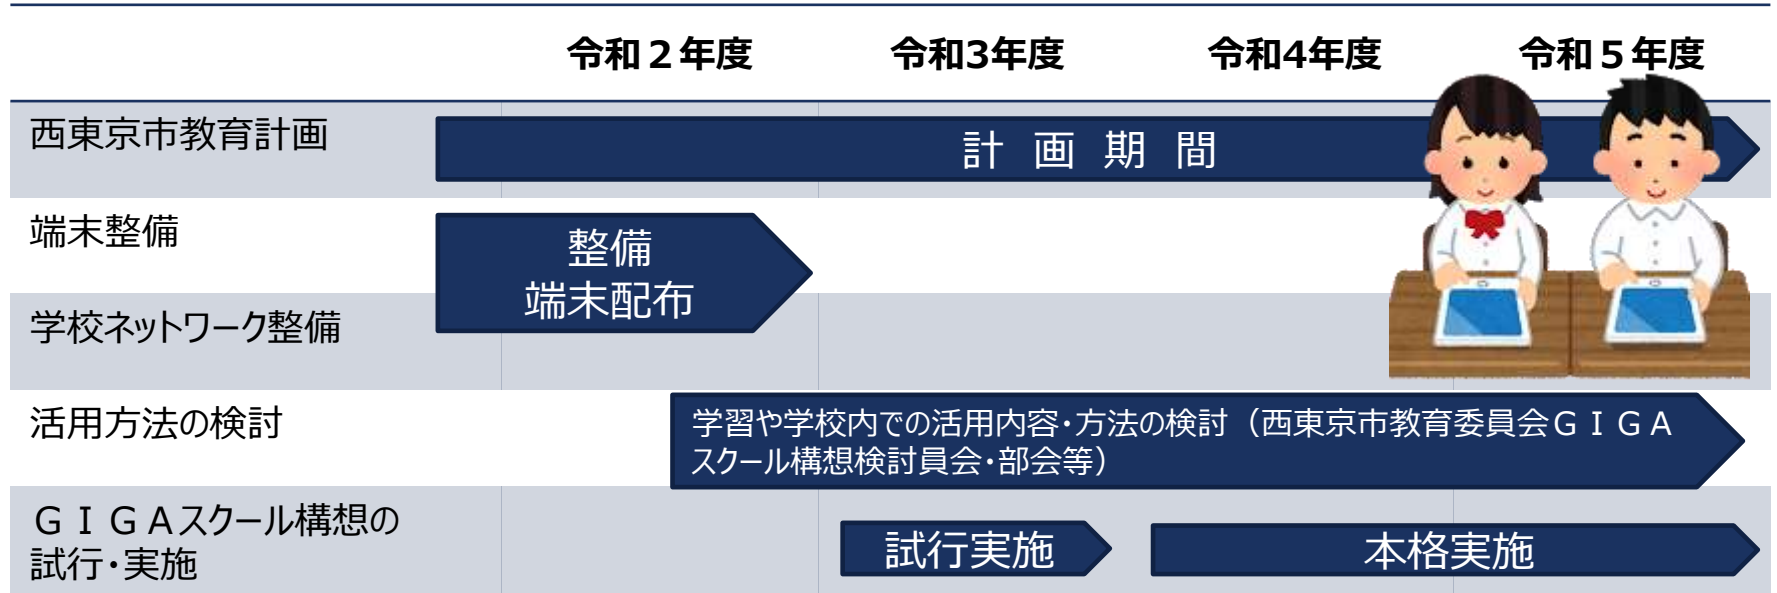 令和２年度 令和3年度 令和4年度 令和５年度
西東京市教育計画
計画期間
端末整備
整備
端末配布
学校ネットワーク整備
活用方法の検討
学習や学校内での活用内容・方法の検討（西東京市教育委員会ＧＩＧＡ
スクール構想検討員会・部会等）
ＧＩＧＡスクール構想の
試行・実施
試行実施
本格実施